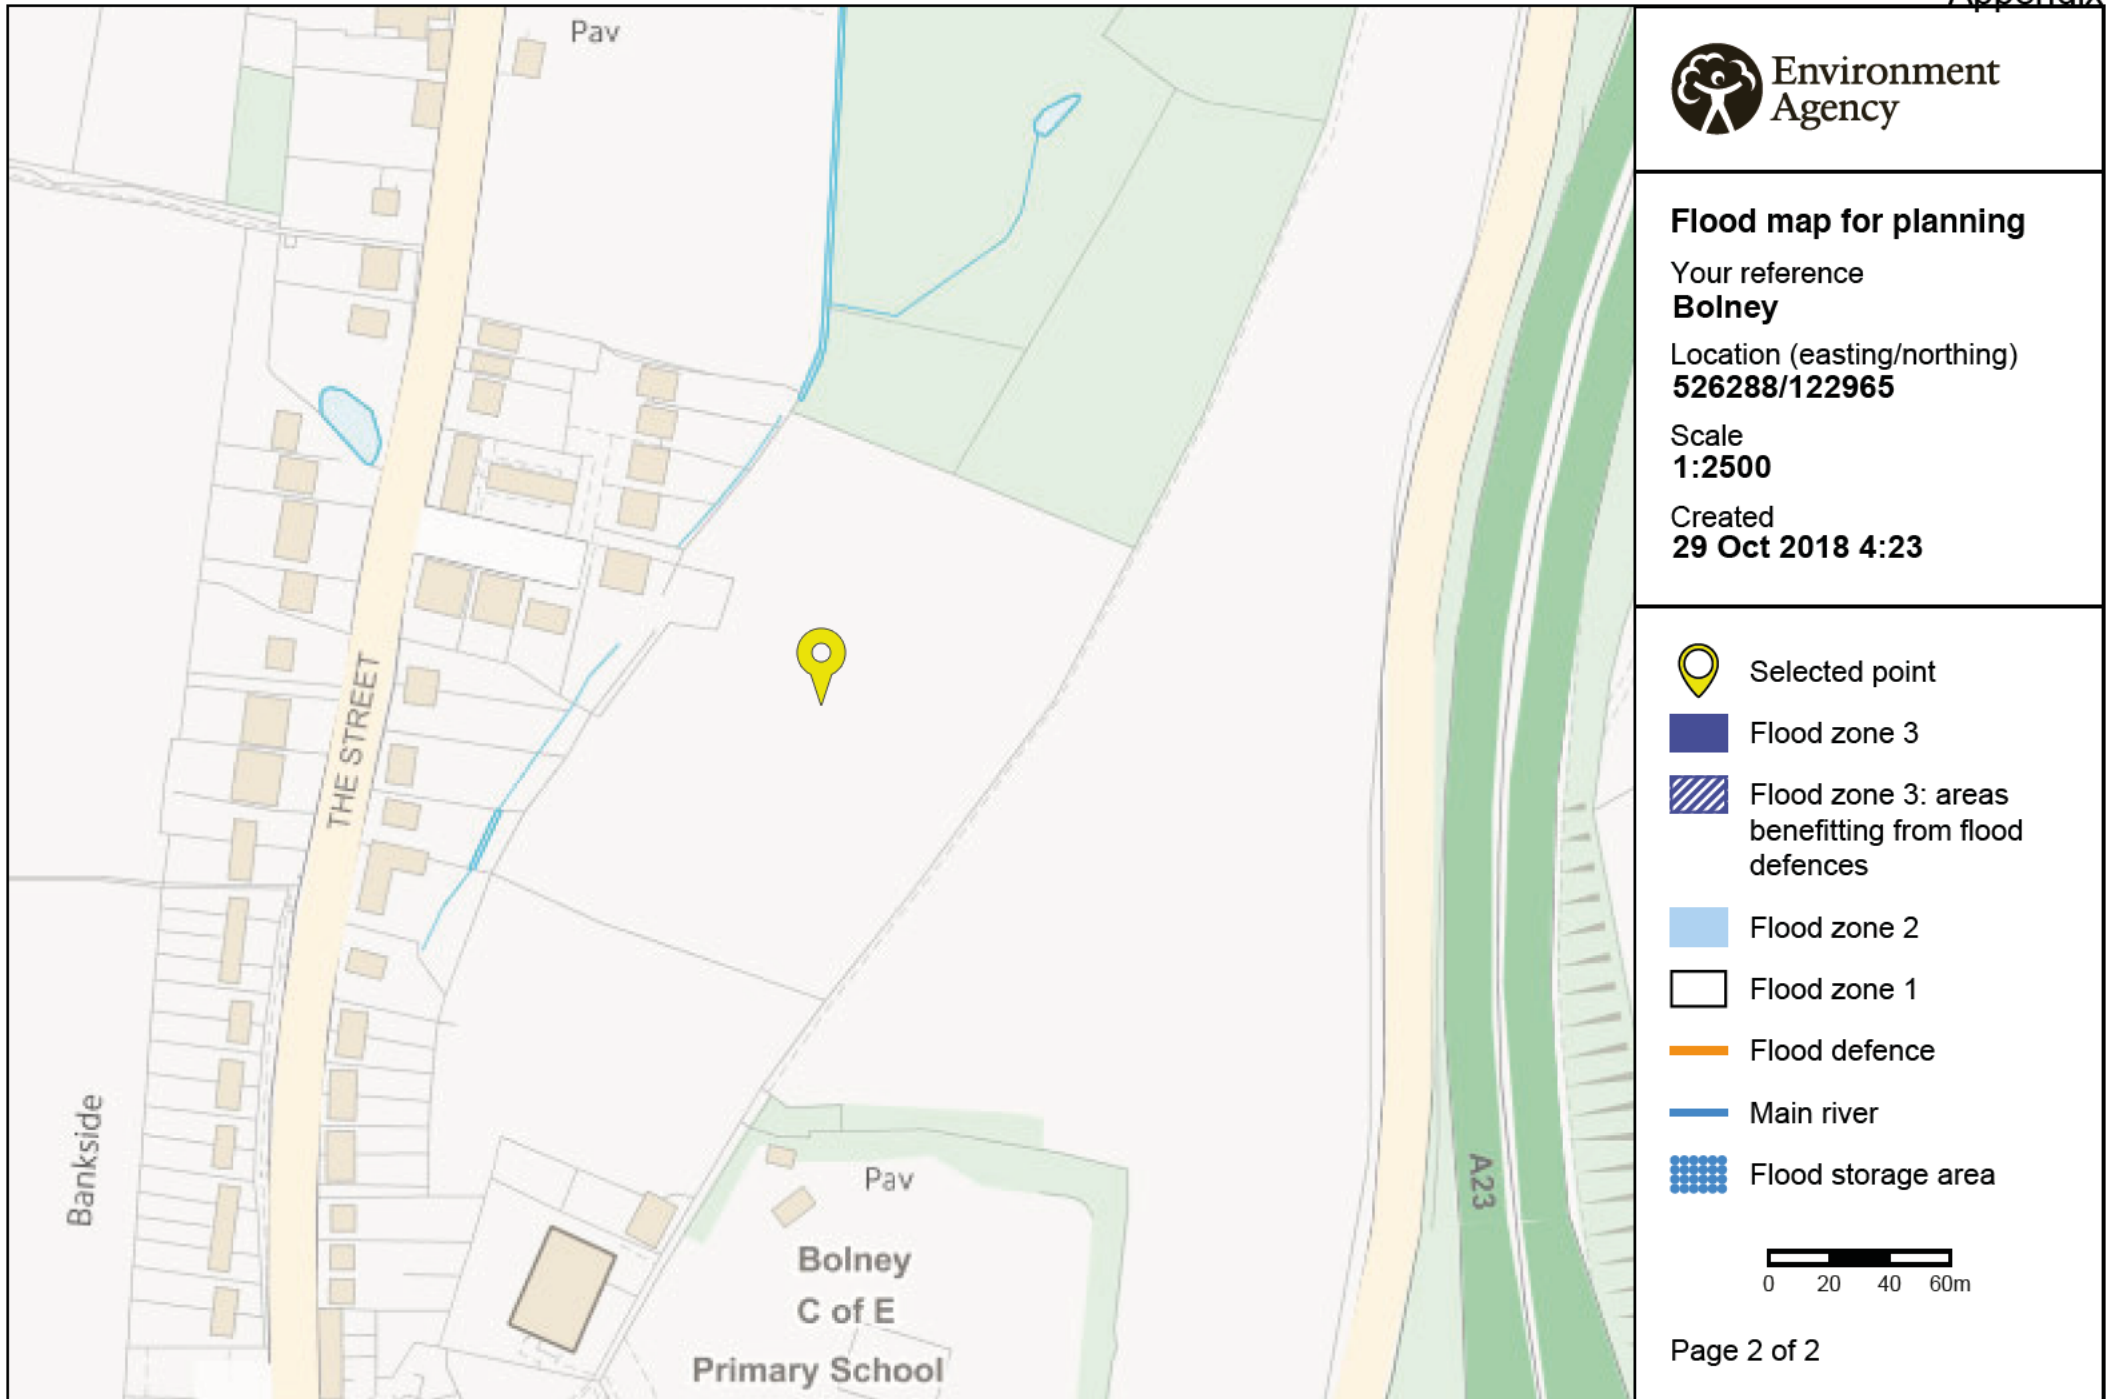 Appendix
Pav
THE STREET
Bankside
Pav
Bolney
C of E
Primary School
A23
Environment
Agency
Flood map for planning
Your reference
Bolney
Location (easting/northing)
526288/122965
Scale
1:2500
Created
29 Oct 2018 4:23
Selected point
Flood zone 3
Flood zone 3: areas
benefitting from flood
defences
Flood zone 2
Flood zone 1
Flood defence
Main river
Flood storage area
0 20 40 60m
Page 2 of 2